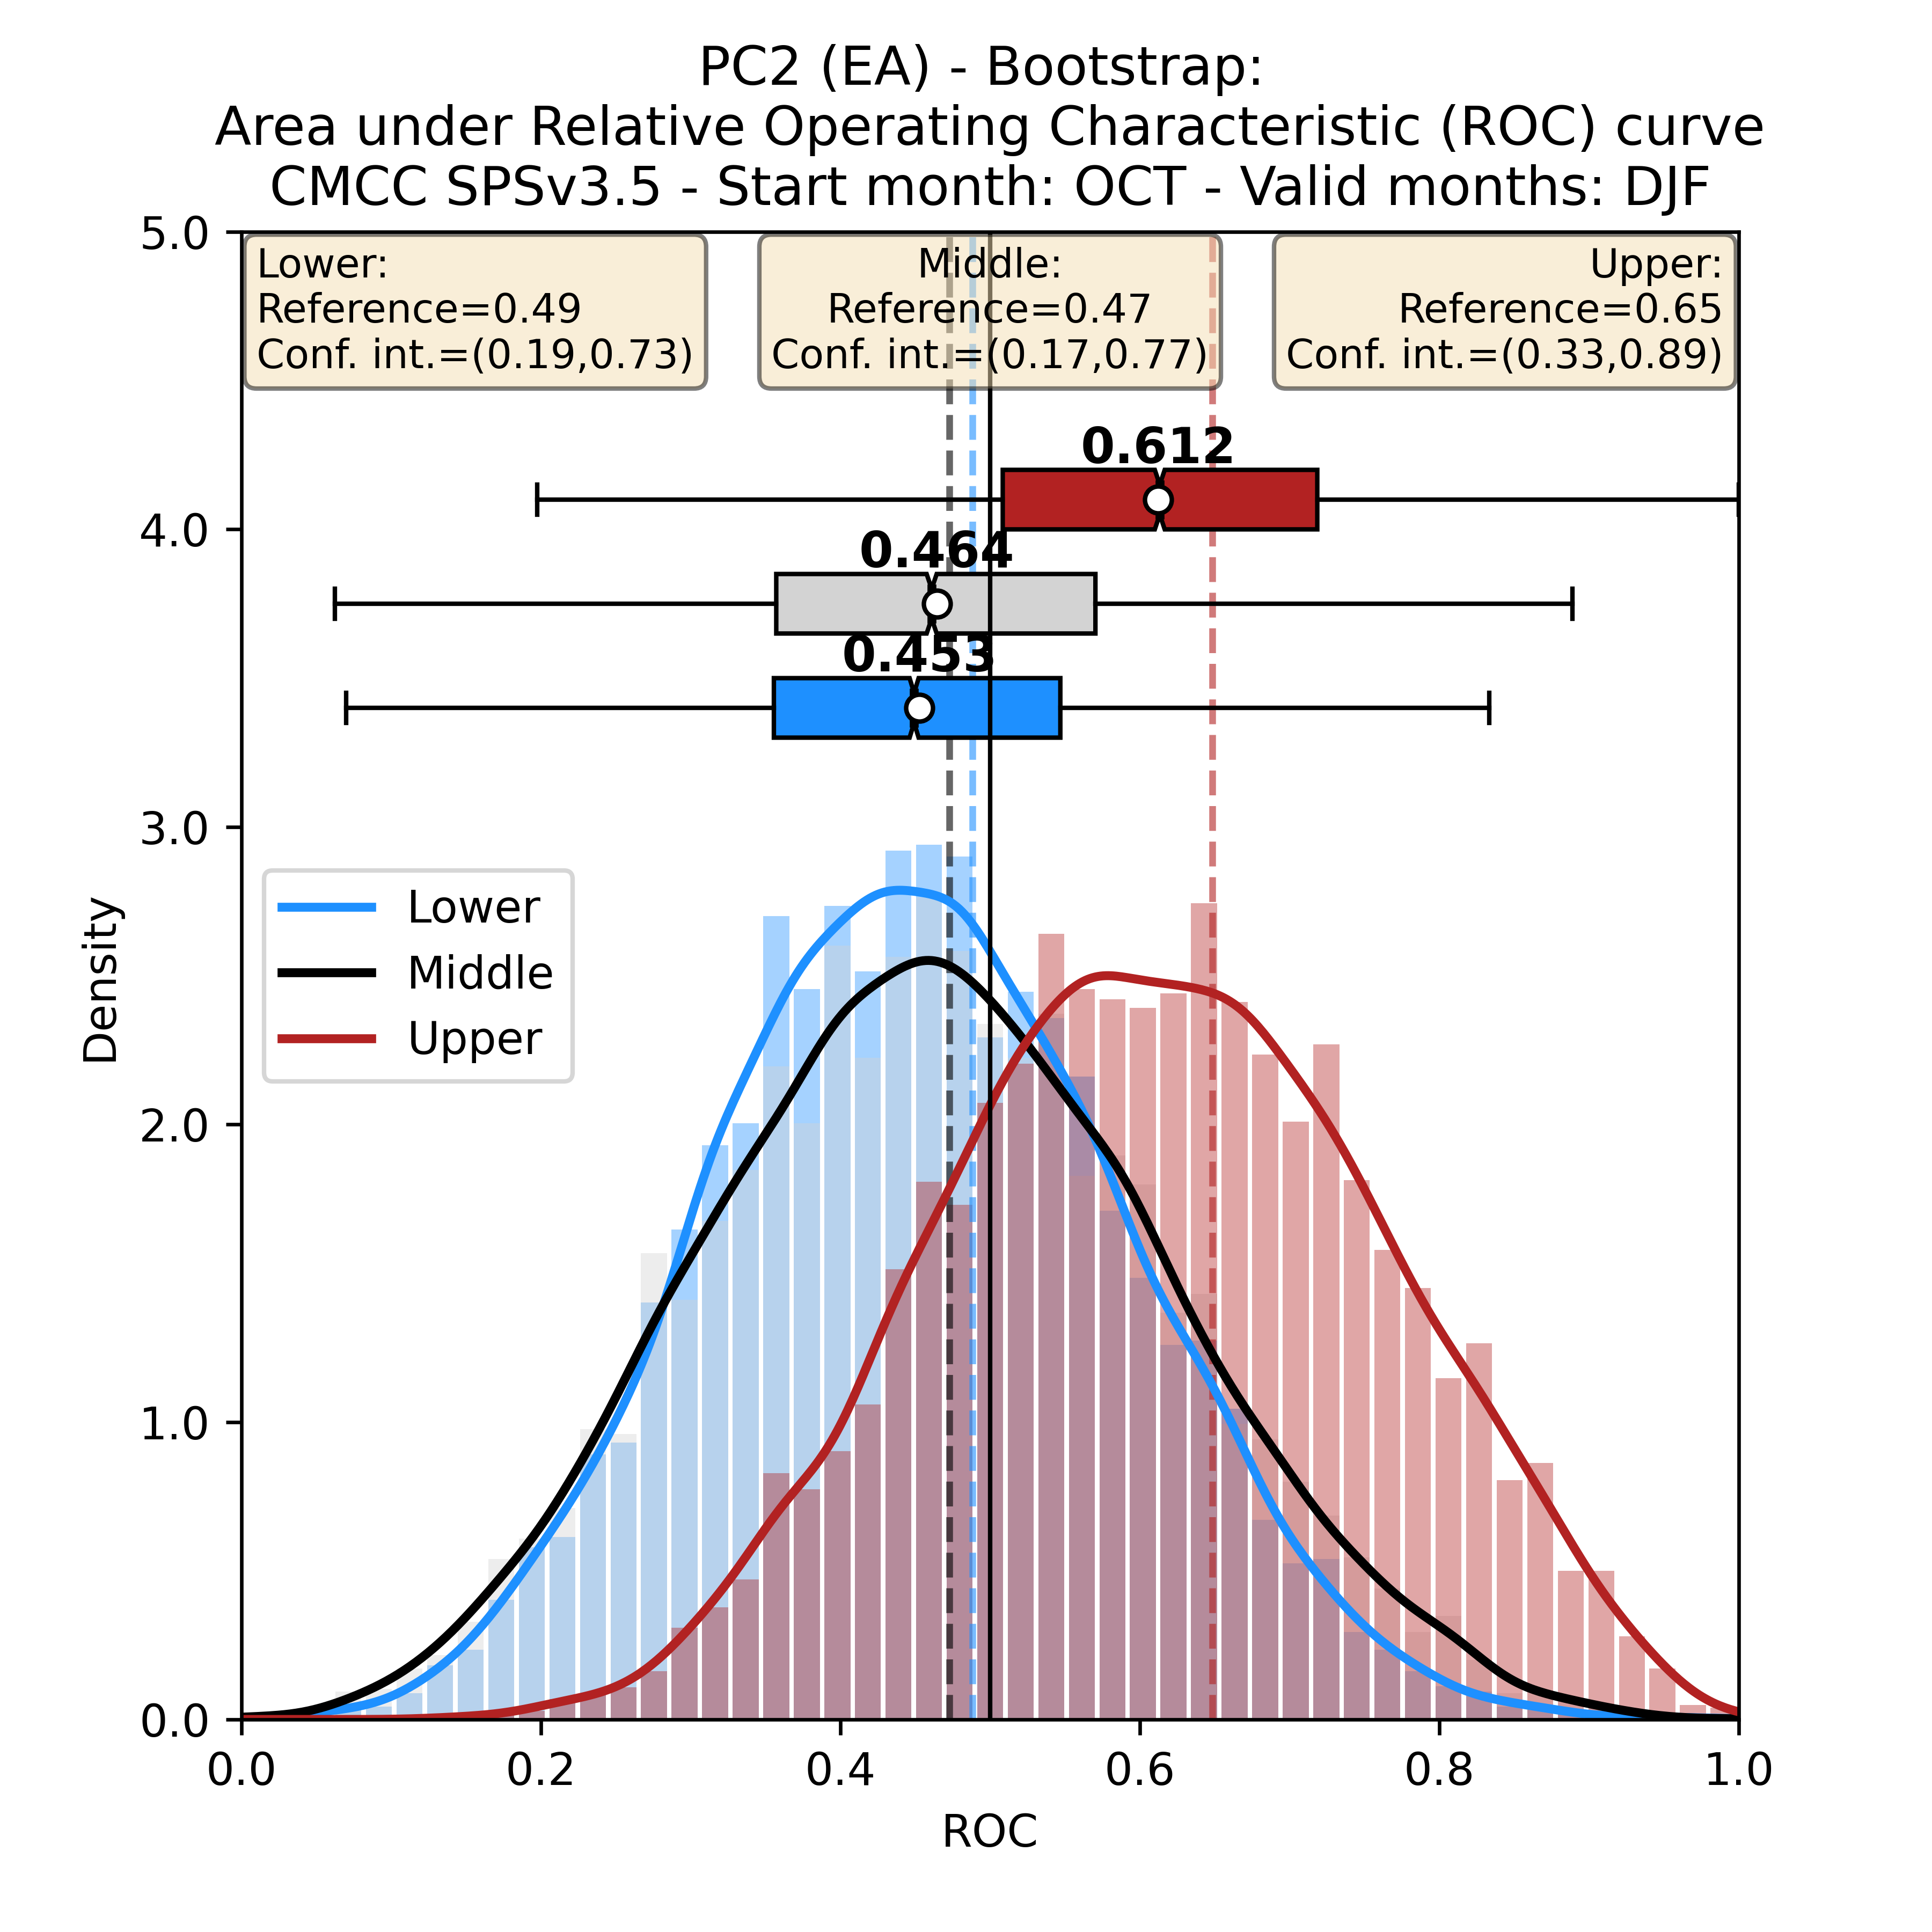 PC2 (EA) - Bootstrap:
Area under Relative Operating Characteristic (ROC) curve
CMCC SPSv3.5 - Start month: OCT - Valid months: DJF
5.0
Lower:
Reference=0.49
Conf. int.=(0.19,0.73)
Middle:
Reference=0.47
Conf. int.=(0.17,0.77)
Upper:
Reference=0.65
Conf. int.=(0.33,0.89)
0.612
4.0
0.464
0.453
3.0
Lower
Middle
Upper
Density
2.0
1.0
0.0
0.0 0.2 0.4 0.6 0.8 1.0
ROC